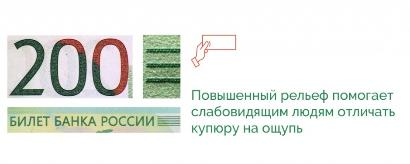 200
БИЛЕТ БАНКА РОССИИ
Повышенный рельеф помогает
слабовидящим людям отличать
купюру на ощупь